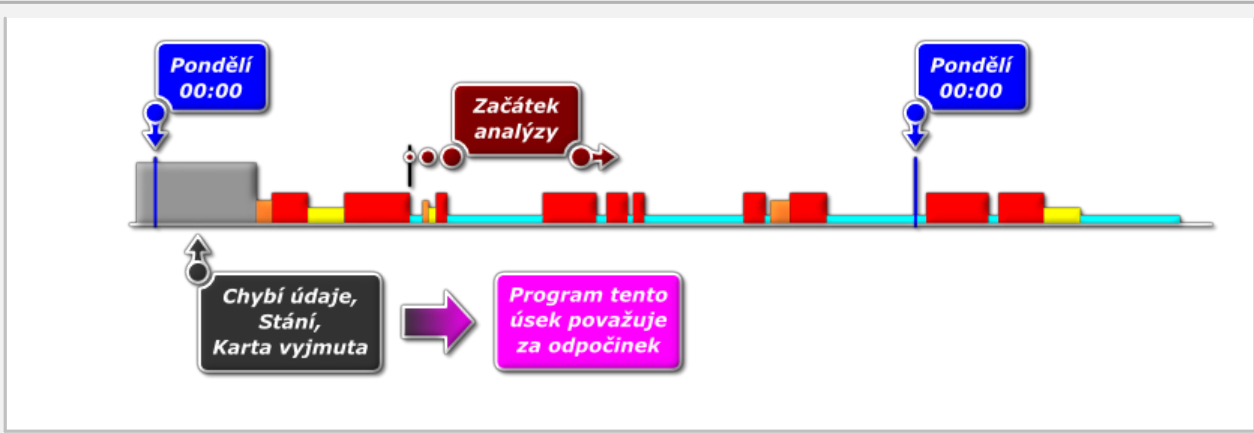 Pondělí
00:00
Začátek
analýzy
Pondělí
00:00
Chybí údaje,
Stání,
Karta vyjmuta
Program tento
úsek považuje
za odpočinek